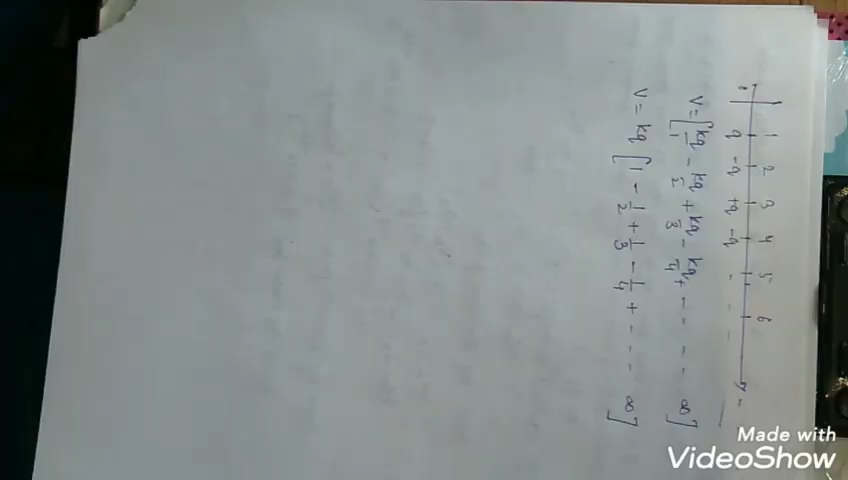 1 2 3 4 5 6
q -q +q -q - - -
V = [kq/1 - kq/2 + kq/3 - kq/4 + - - - - ∞]
V = kq [1 - 1/2 + 1/3 - 1/4 + - - - ∞]
Made with
VideoShow